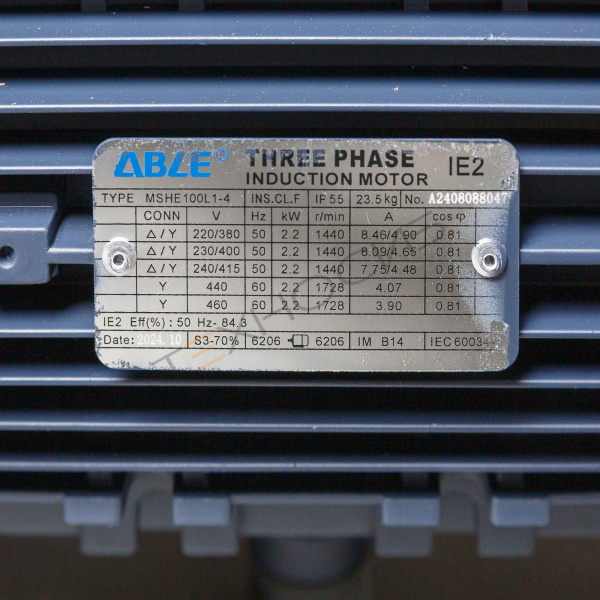 ABLE® THREE PHASE INDUCTION MOTOR IE2
TYPE MSHE100L1-4 INS.CL.F IP 55 23.5kg No. A2408088047
CONN V Hz kW r/min A cos φ
△/Y 220/380 50 2.2 1440 8.46/4.90 0.81
△/Y 230/400 50 2.2 1440 8.09/4.65 0.81
△/Y 240/415 50 2.2 1440 7.75/4.48 0.81
Y 440 60 2.2 1728 4.07 0.81
Y 460 60 2.2 1728 3.90 0.81
IE2 Eff(%) : 50 Hz- 84.3
Date: 2024.10 S3-70% 6206 6206 IM B14 IEC